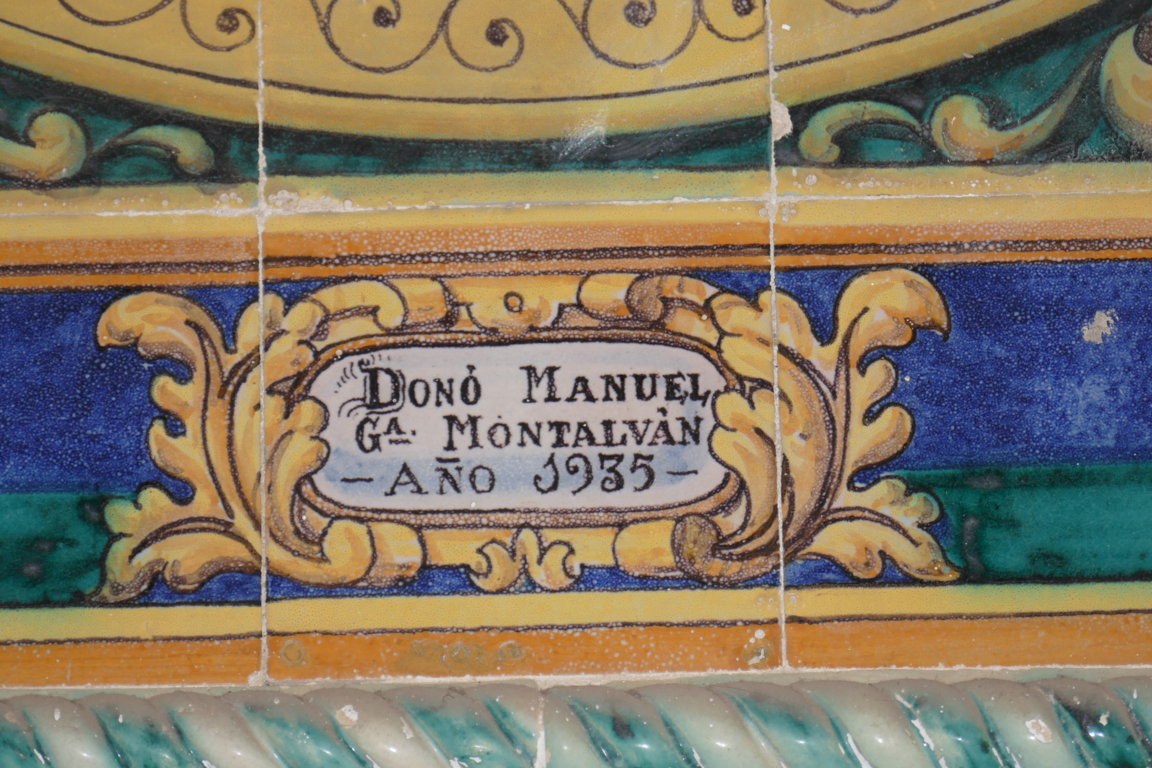 DONÓ MANUEL
GA. MONTALVÁN
- AÑO 1935 -